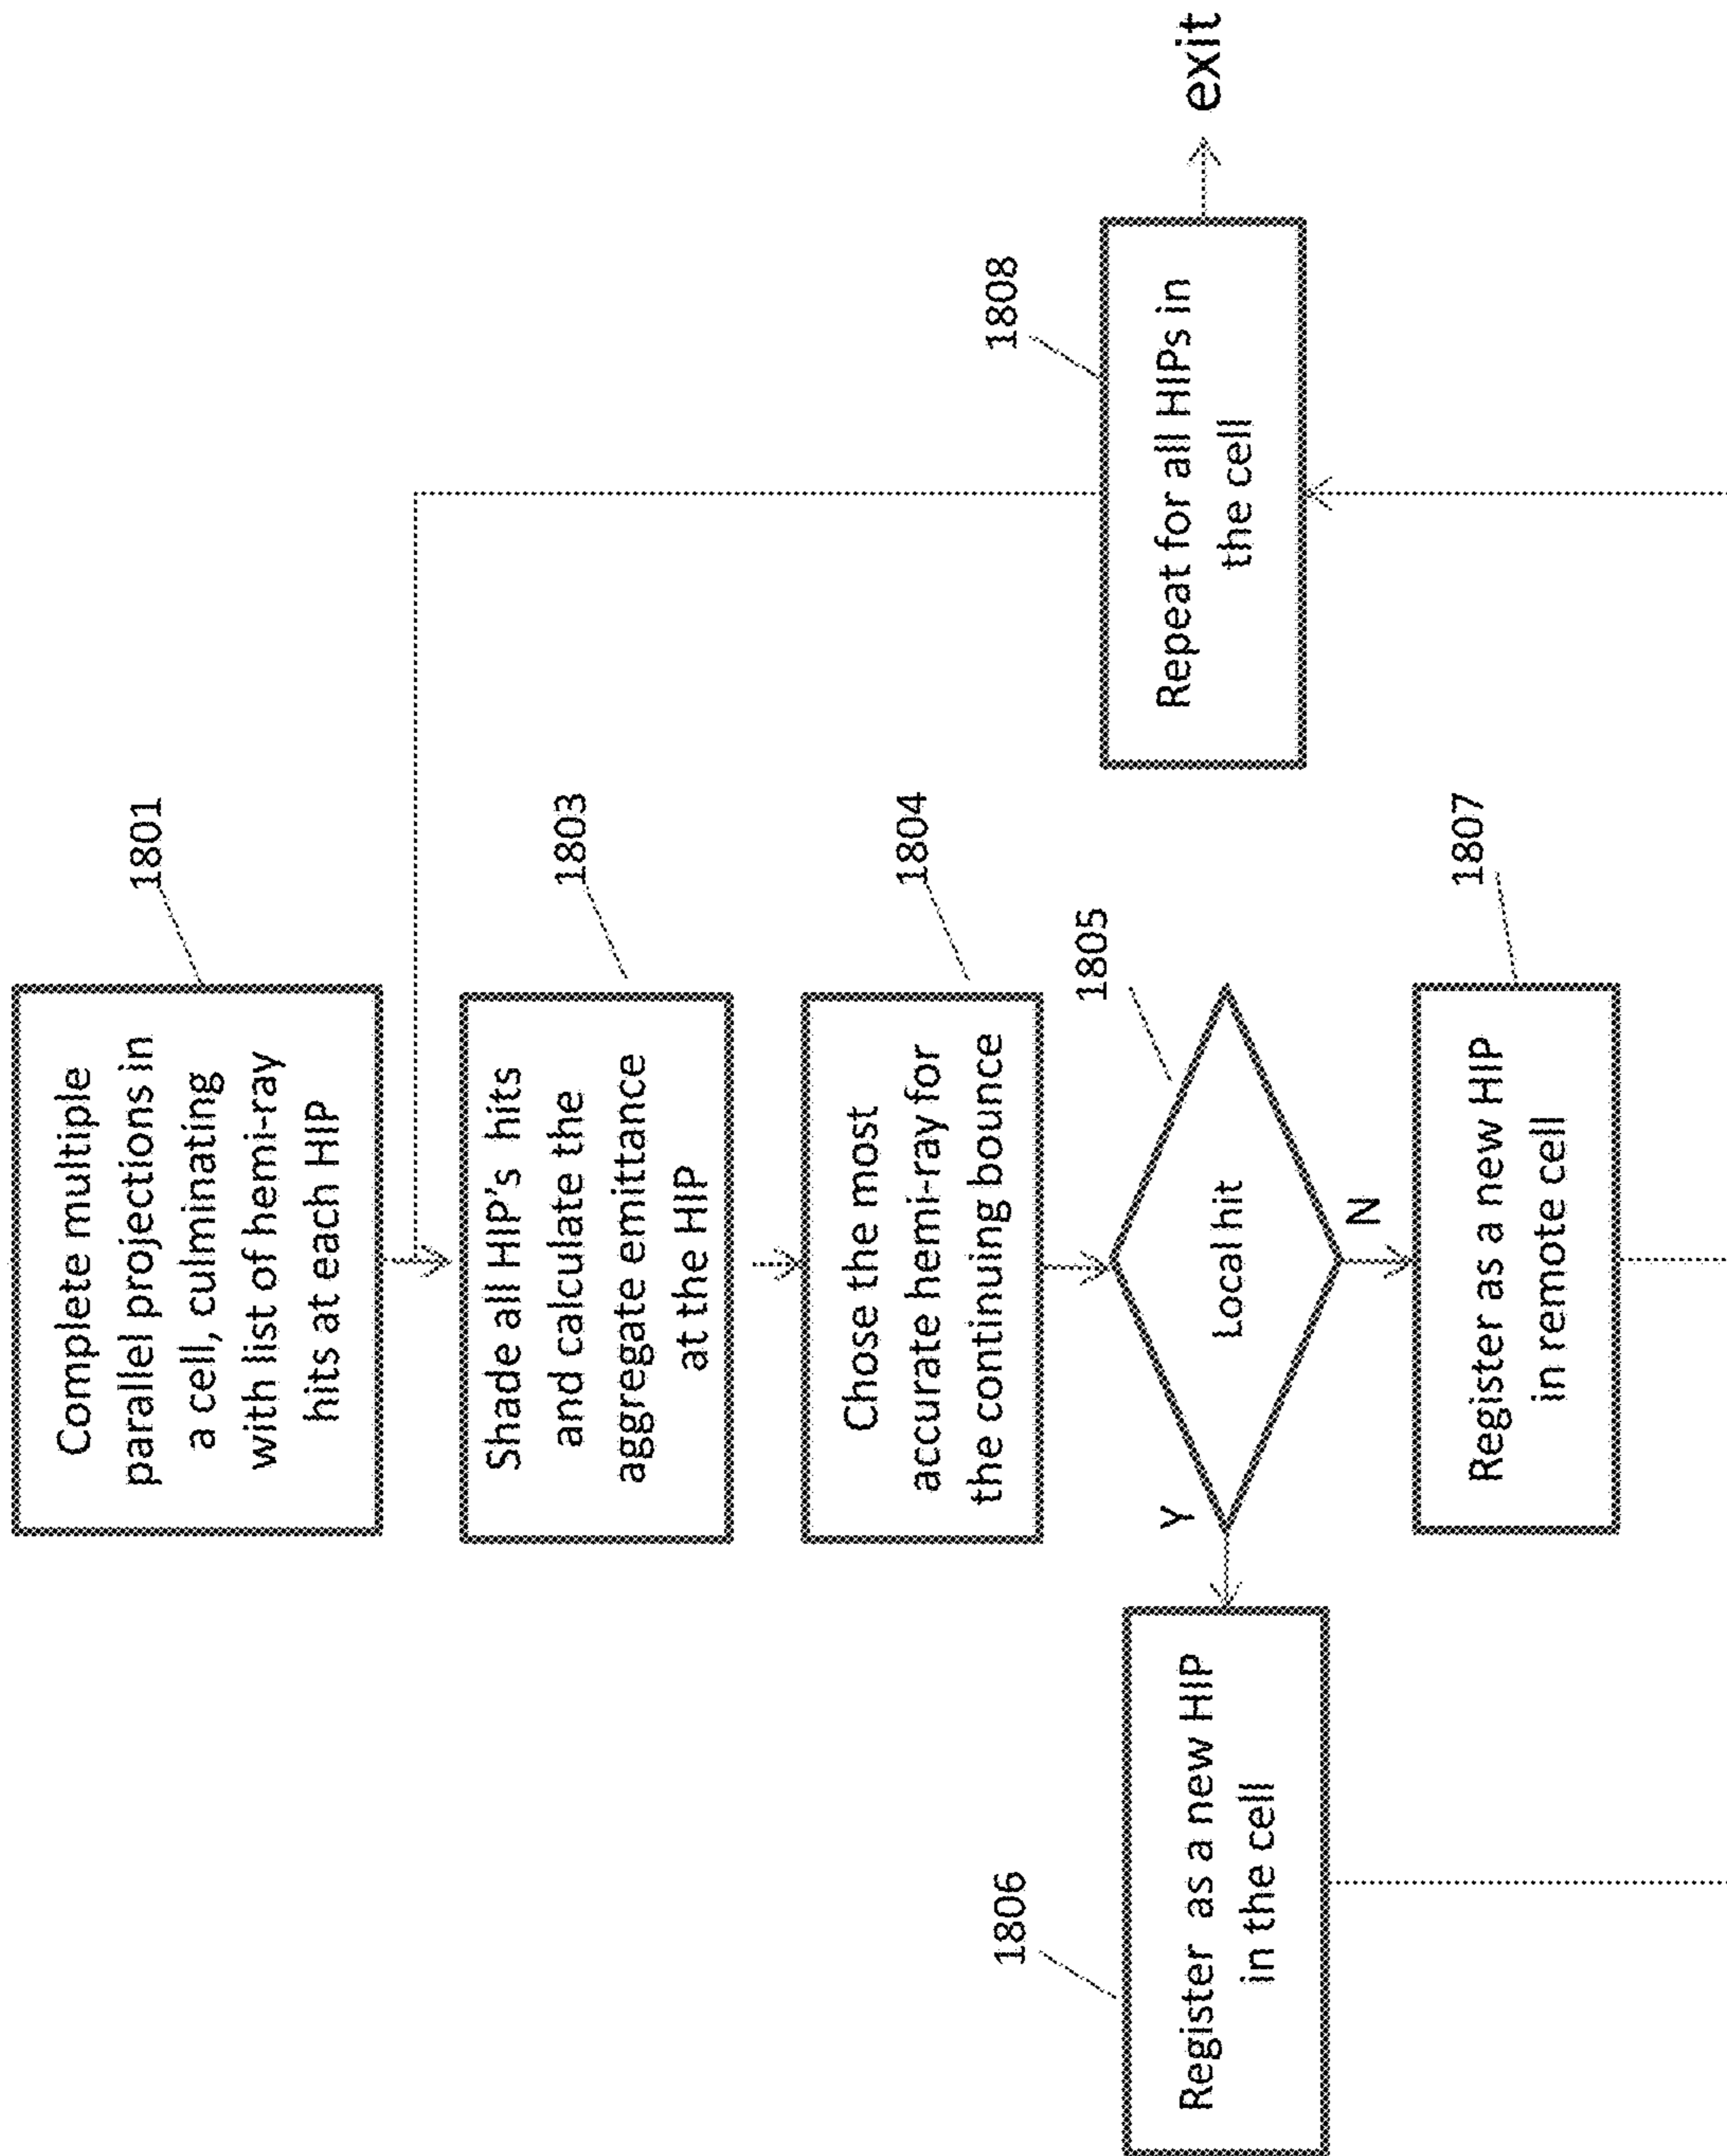 1801
Complete multiple
parallel projections in
a cell, culminating
with list of hemi-ray
hits at each HIP
1803
Shade all HIP's hits
and calculate the
aggregate emittance
at the HIP
1804
Chose the most
accurate hemi-ray for
the continuing bounce
1805
Local hit
Y
N
1806
Register as a new HIP
in the cell
1807
Register as a new HIP
in remote cell
1808
Repeat for all HIPs in
the cell
exit